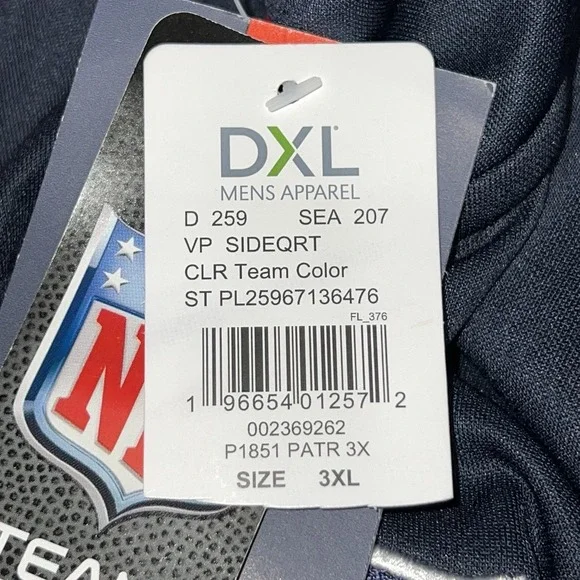 DXL
MENS APPAREL
D 259 SEA 207
VP SIDEQRT
CLR Team Color
ST PL25967136476
FL_376
1 96654 01257 2
002369262
P1851 PATR 3X
SIZE 3XL